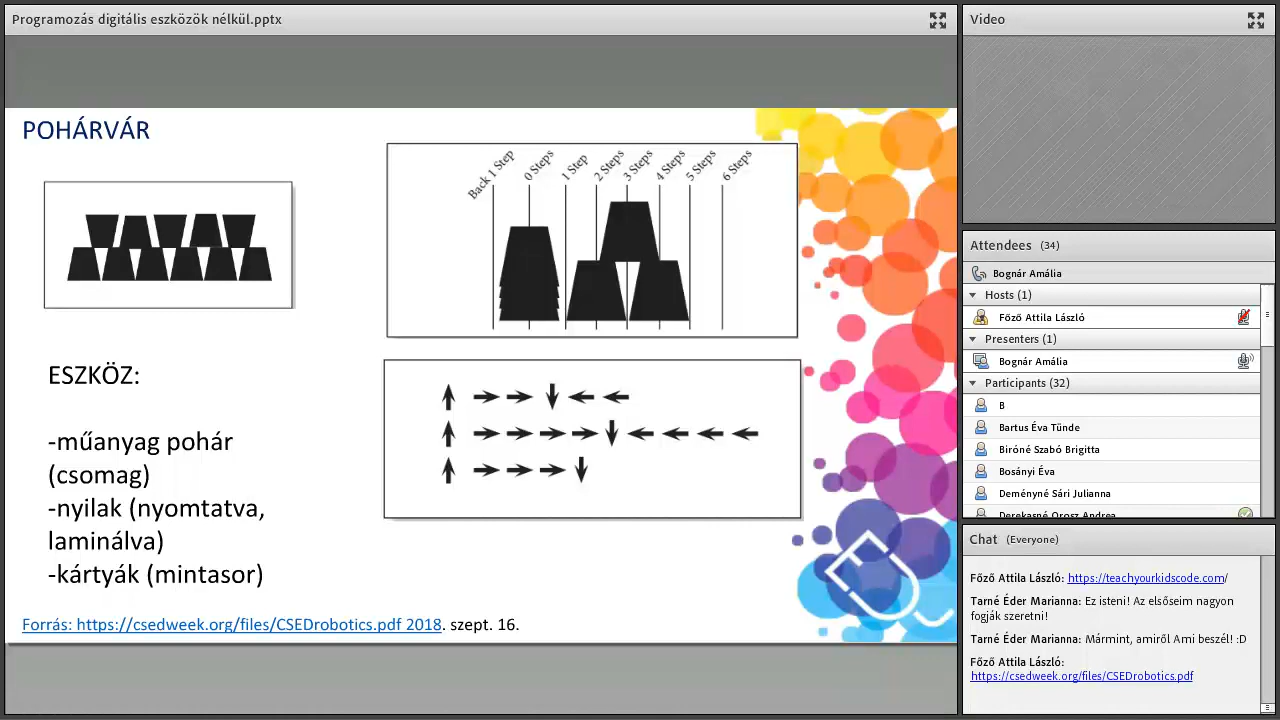 Programozás digitális eszközök nélkül.pptx
POHÁRVÁR
Back 1 Step
0 Steps
1 Step
2 Steps
3 Steps
4 Steps
5 Steps
6 Steps
ESZKÖZ:
-műanyag pohár
(csomag)
-nyilak (nyomtatva,
laminálva)
-kártyák (mintasor)
Forrás: https://csedweek.org/files/CSEDrobotics.pdf 2018. szept. 16.
Video
Attendees (34)
Bognár Amália
Hosts (1)
Főző Attila László
Presenters (1)
Bognár Amália
Participants (32)
B
Bartus Éva Tünde
Biróné Szabó Brigitta
Bosányi Éva
Deményné Sári Julianna
Derekasné Orosz Andrea
Chat (Everyone)
Főző Attila László: https://teachyourkidscode.com/
Tarné Éder Marianna: Ez isteni! Az elsőseim nagyon
fogják szeretni!
Tarné Éder Marianna: Mármint, amiről Ami beszél! :D
Főző Attila László:
https://csedweek.org/files/CSEDrobotics.pdf